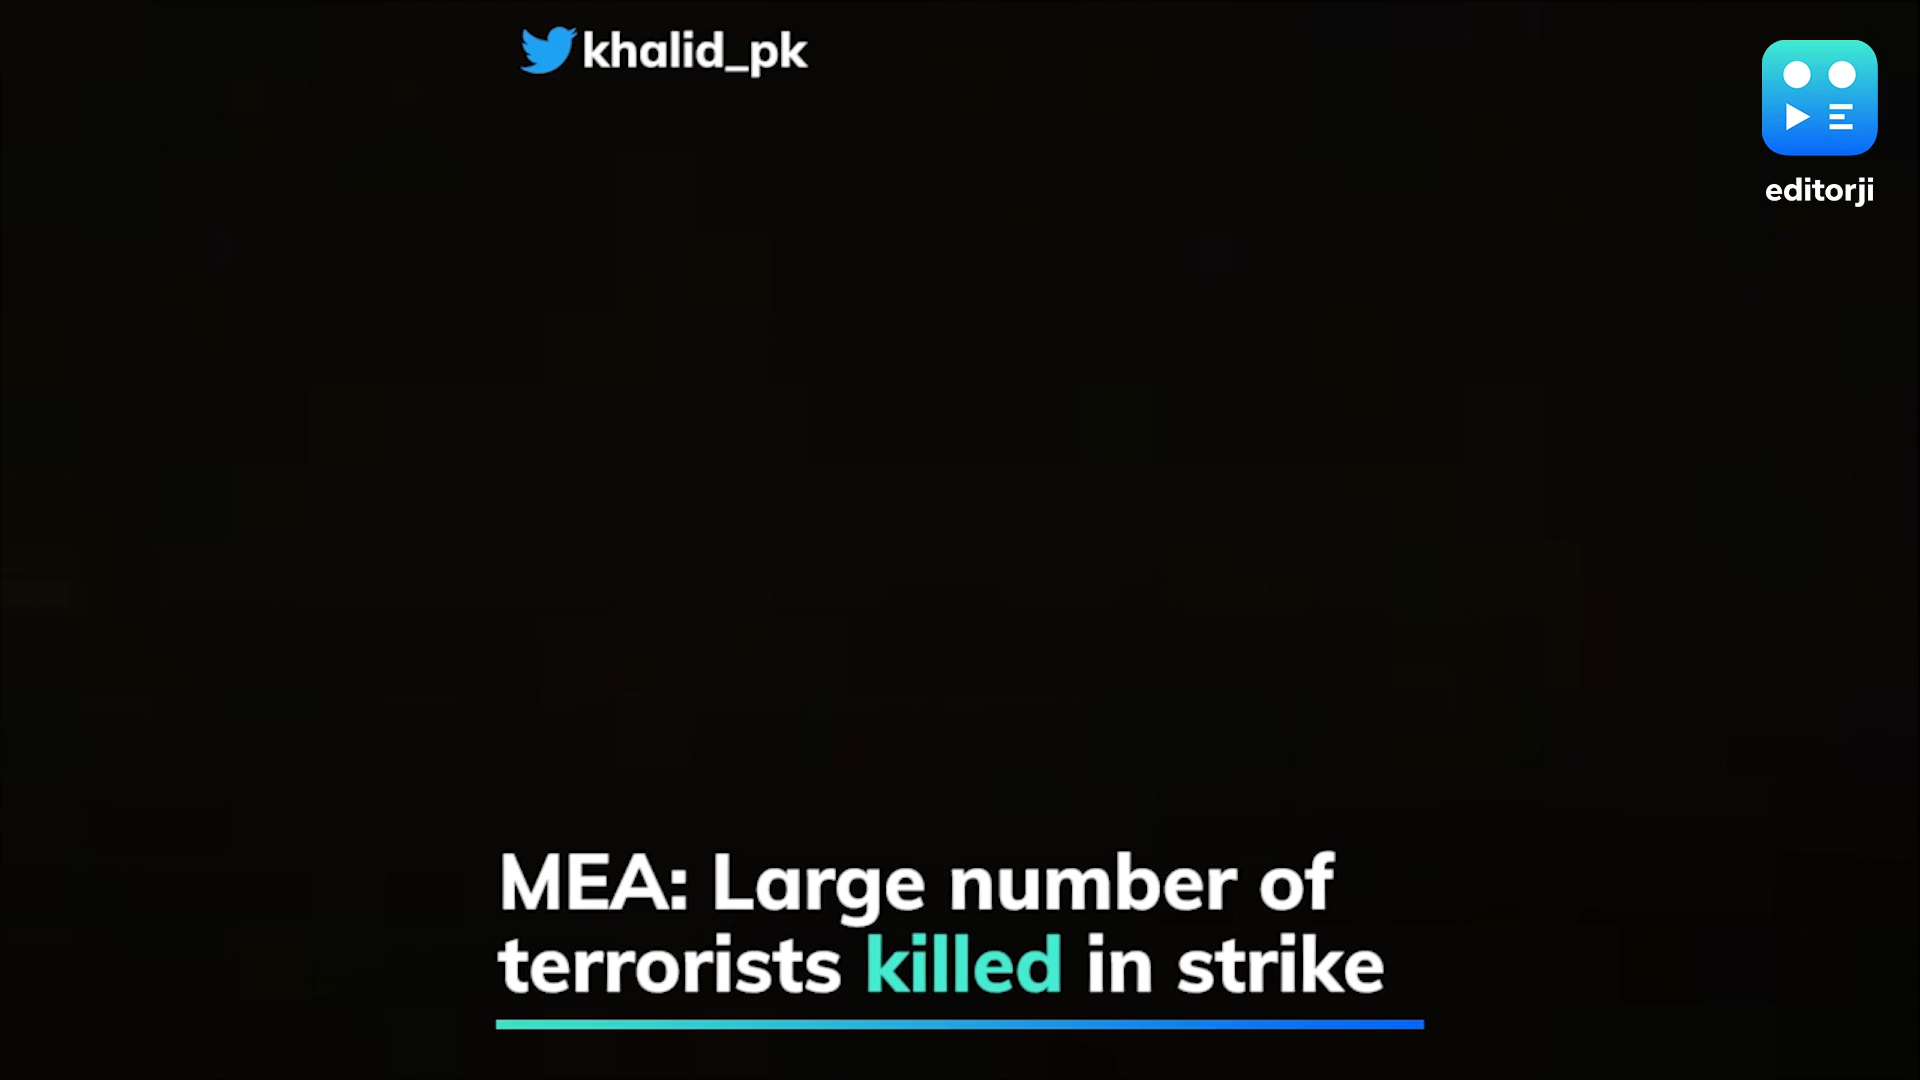 khalid_pk
editorji
MEA: Large number of
terrorists killed in strike